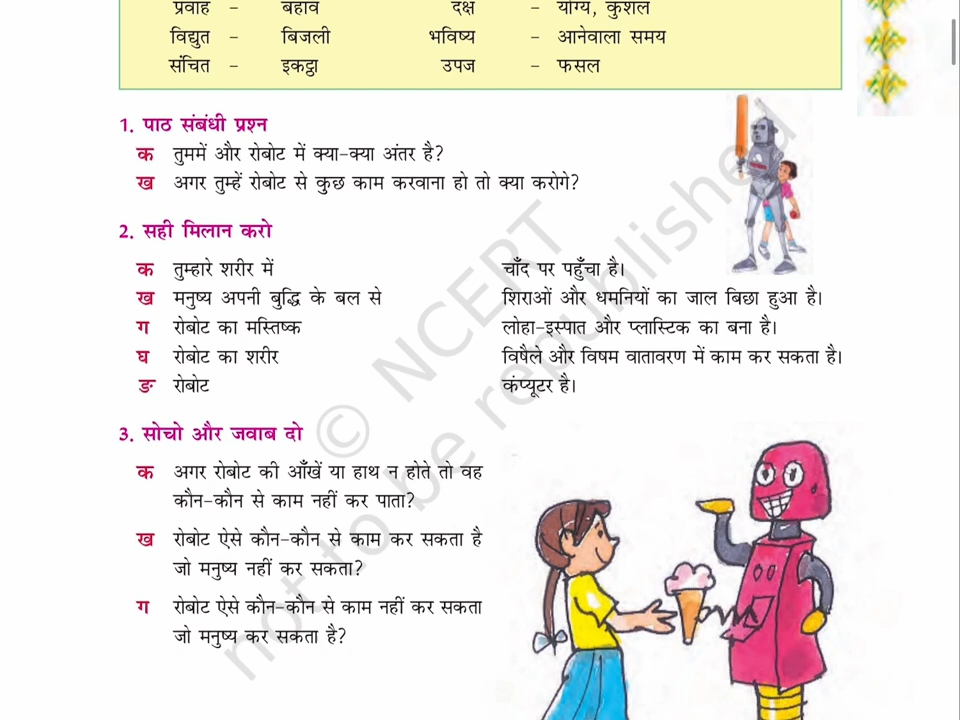 प्रवाह - बहाव दक्ष - योग्य, कुशल
विद्युत - बिजली भविष्य - आनेवाला समय
संचित - इकट्ठा उपज - फसल
1. पाठ संबंधी प्रश्न
क तुममें और रोबोट में क्या-क्या अंतर है?
ख अगर तुम्हें रोबोट से कुछ काम करवाना हो तो क्या करोगे?
2. सही मिलान करो
क तुम्हारे शरीर में चाँद पर पहुँचा है।
ख मनुष्य अपनी बुद्धि के बल से शिराओं और धमनियों का जाल बिछा हुआ है।
ग रोबोट का मस्तिष्क लोहा-इस्पात और प्लास्टिक का बना है।
घ रोबोट का शरीर विषैले और विषम वातावरण में काम कर सकता है।
ङ रोबोट कंप्यूटर है।
3. सोचो और जवाब दो
क अगर रोबोट की आँखें या हाथ न होते तो वह
कौन-कौन से काम नहीं कर पाता?
ख रोबोट ऐसे कौन-कौन से काम कर सकता है
जो मनुष्य नहीं कर सकता?
ग रोबोट ऐसे कौन-कौन से काम नहीं कर सकता
जो मनुष्य कर सकता है?
© NCERT
not to be republished